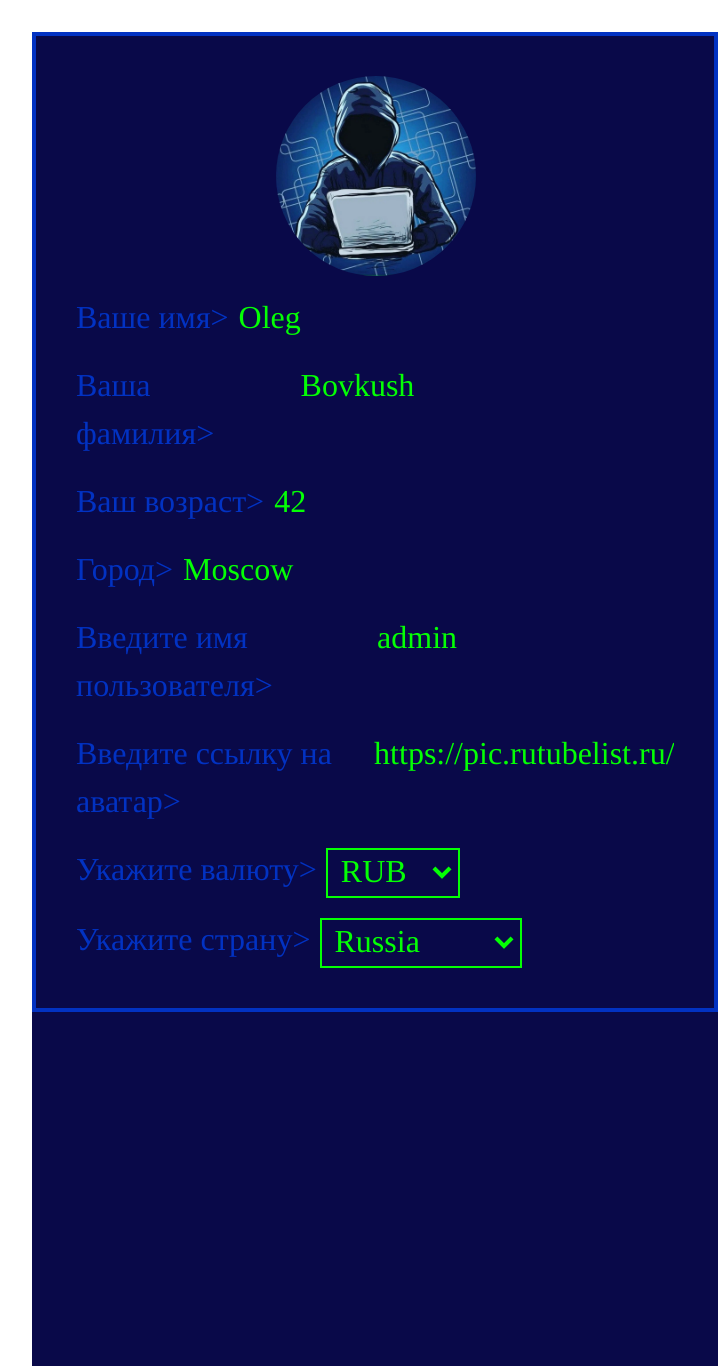 Ваше имя> Oleg
Ваша Bovkush
фамилия>
Ваш возраст> 42
Город> Moscow
Введите имя admin
пользователя>
Введите ссылку на https://pic.rutubelist.ru/
аватар>
Укажите валюту> RUB
Укажите страну> Russia